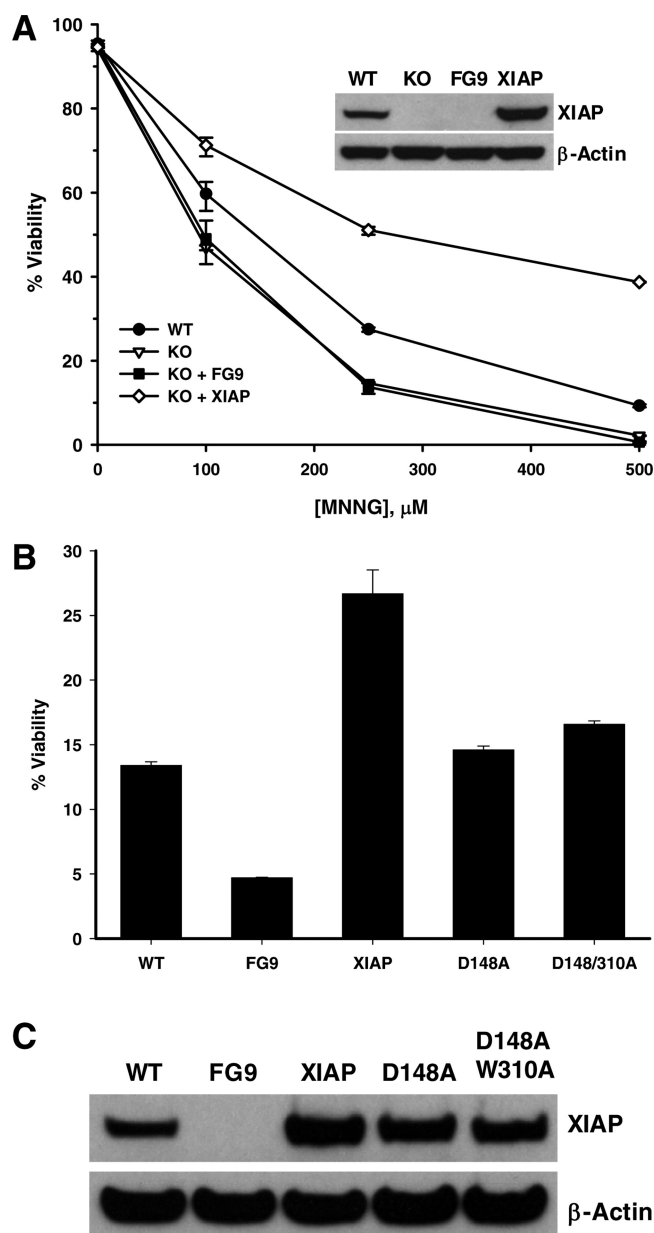 A
WT KO FG9 XIAP
XIAP
β-Actin
100
80
60
40
20
0
% Viability
WT
KO
KO + FG9
KO + XIAP
0 100 200 300 400 500
[MNNG], μM
B
30
25
20
15
10
5
0
% Viability
WT FG9 XIAP D148A D148/310A
C
WT FG9 XIAP D148A D148A
W310A
XIAP
β-Actin